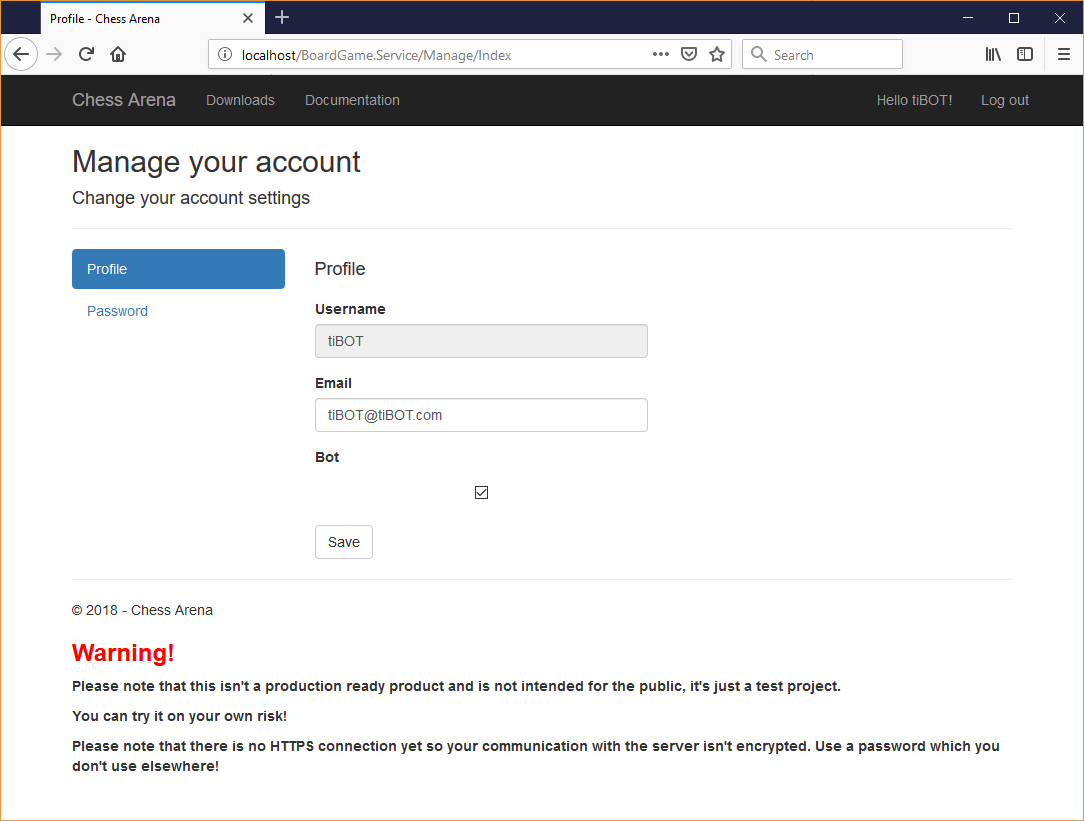 Profile - Chess Arena
localhost/BoardGame.Service/Manage/Index
Search
Chess Arena Downloads Documentation Hello tiBOT! Log out
Manage your account
Change your account settings
Profile
Password
Profile
Username
tiBOT
Email
tiBOT@tiBOT.com
Bot
Save
© 2018 - Chess Arena
Warning!
Please note that this isn't a production ready product and is not intended for the public, it's just a test project.
You can try it on your own risk!
Please note that there is no HTTPS connection yet so your communication with the server isn't encrypted. Use a password which you
don't use elsewhere!